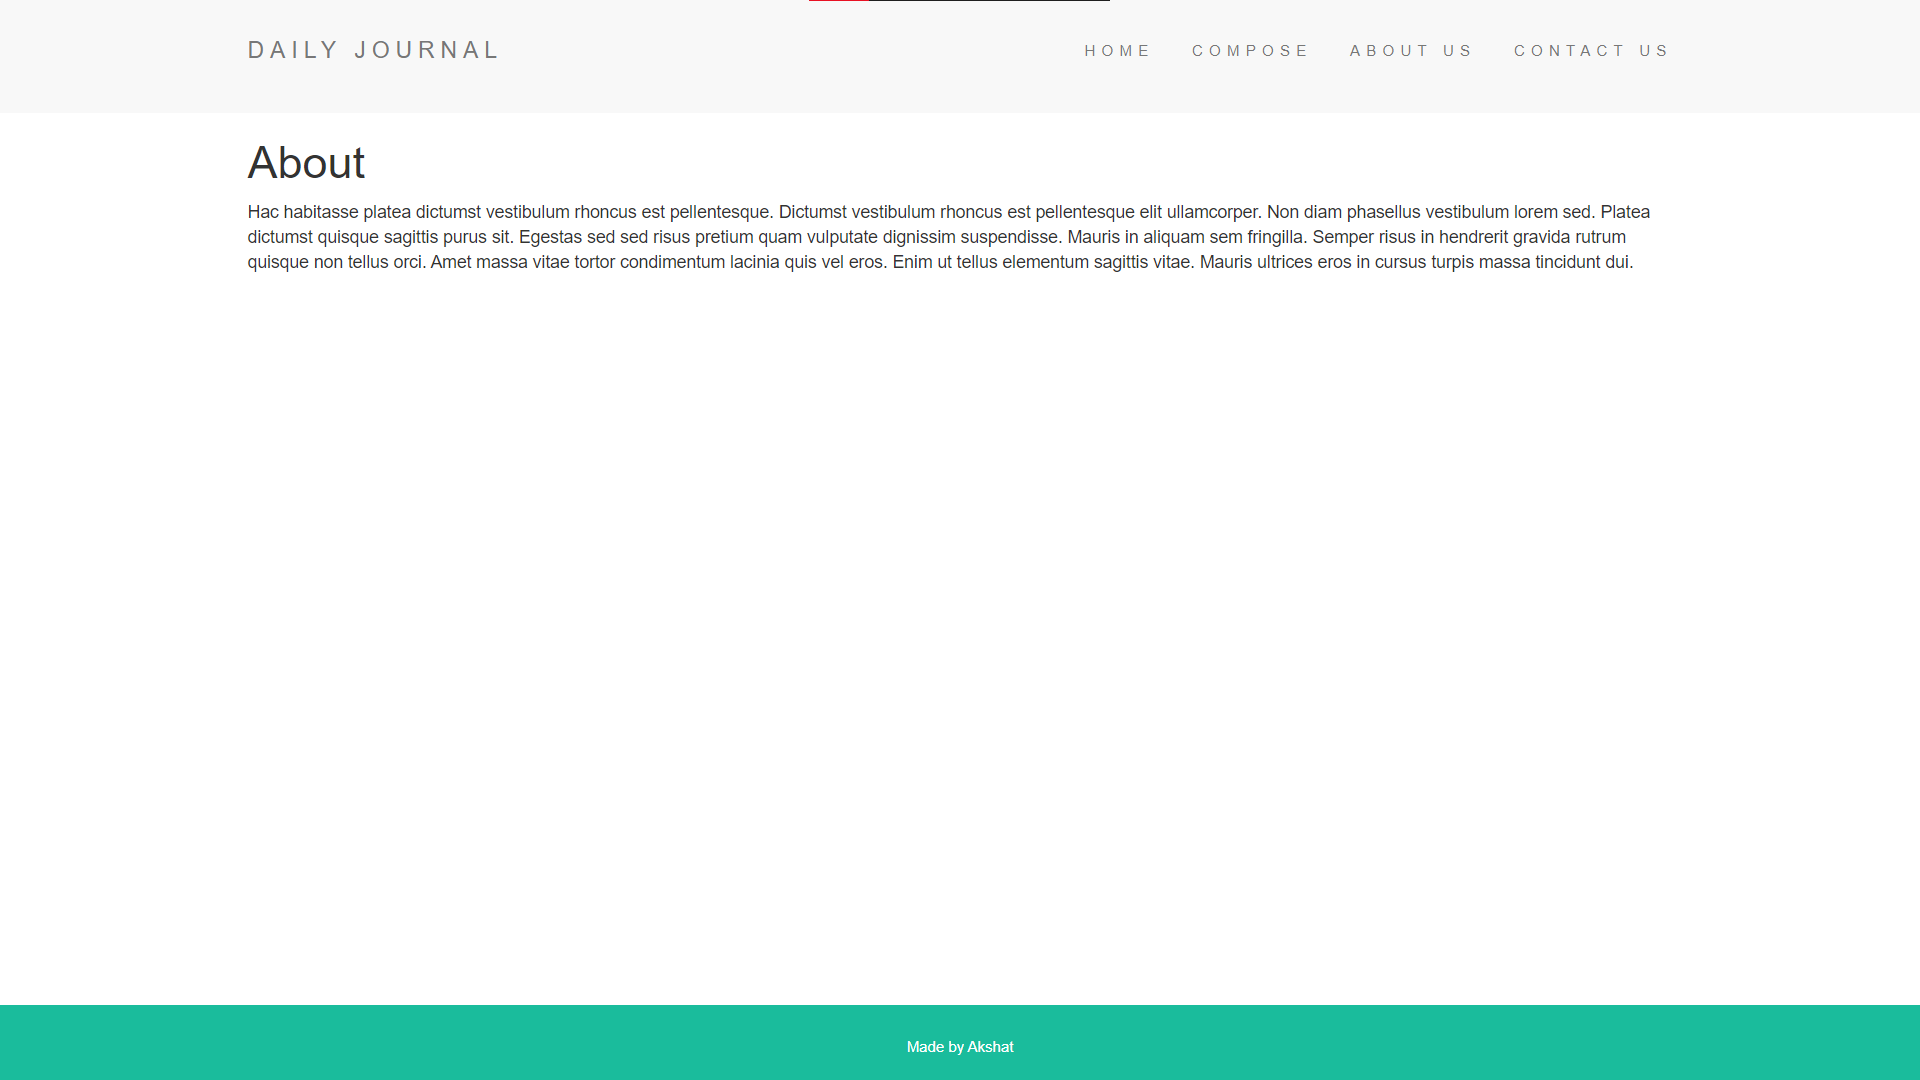 DAILY JOURNAL
HOME COMPOSE ABOUT US CONTACT US
About
Hac habitasse platea dictumst vestibulum rhoncus est pellentesque. Dictumst vestibulum rhoncus est pellentesque elit ullamcorper. Non diam phasellus vestibulum lorem sed. Platea
dictumst quisque sagittis purus sit. Egestas sed sed risus pretium quam vulputate dignissim suspendisse. Mauris in aliquam sem fringilla. Semper risus in hendrerit gravida rutrum
quisque non tellus orci. Amet massa vitae tortor condimentum lacinia quis vel eros. Enim ut tellus elementum sagittis vitae. Mauris ultrices eros in cursus turpis massa tincidunt dui.
Made by Akshat